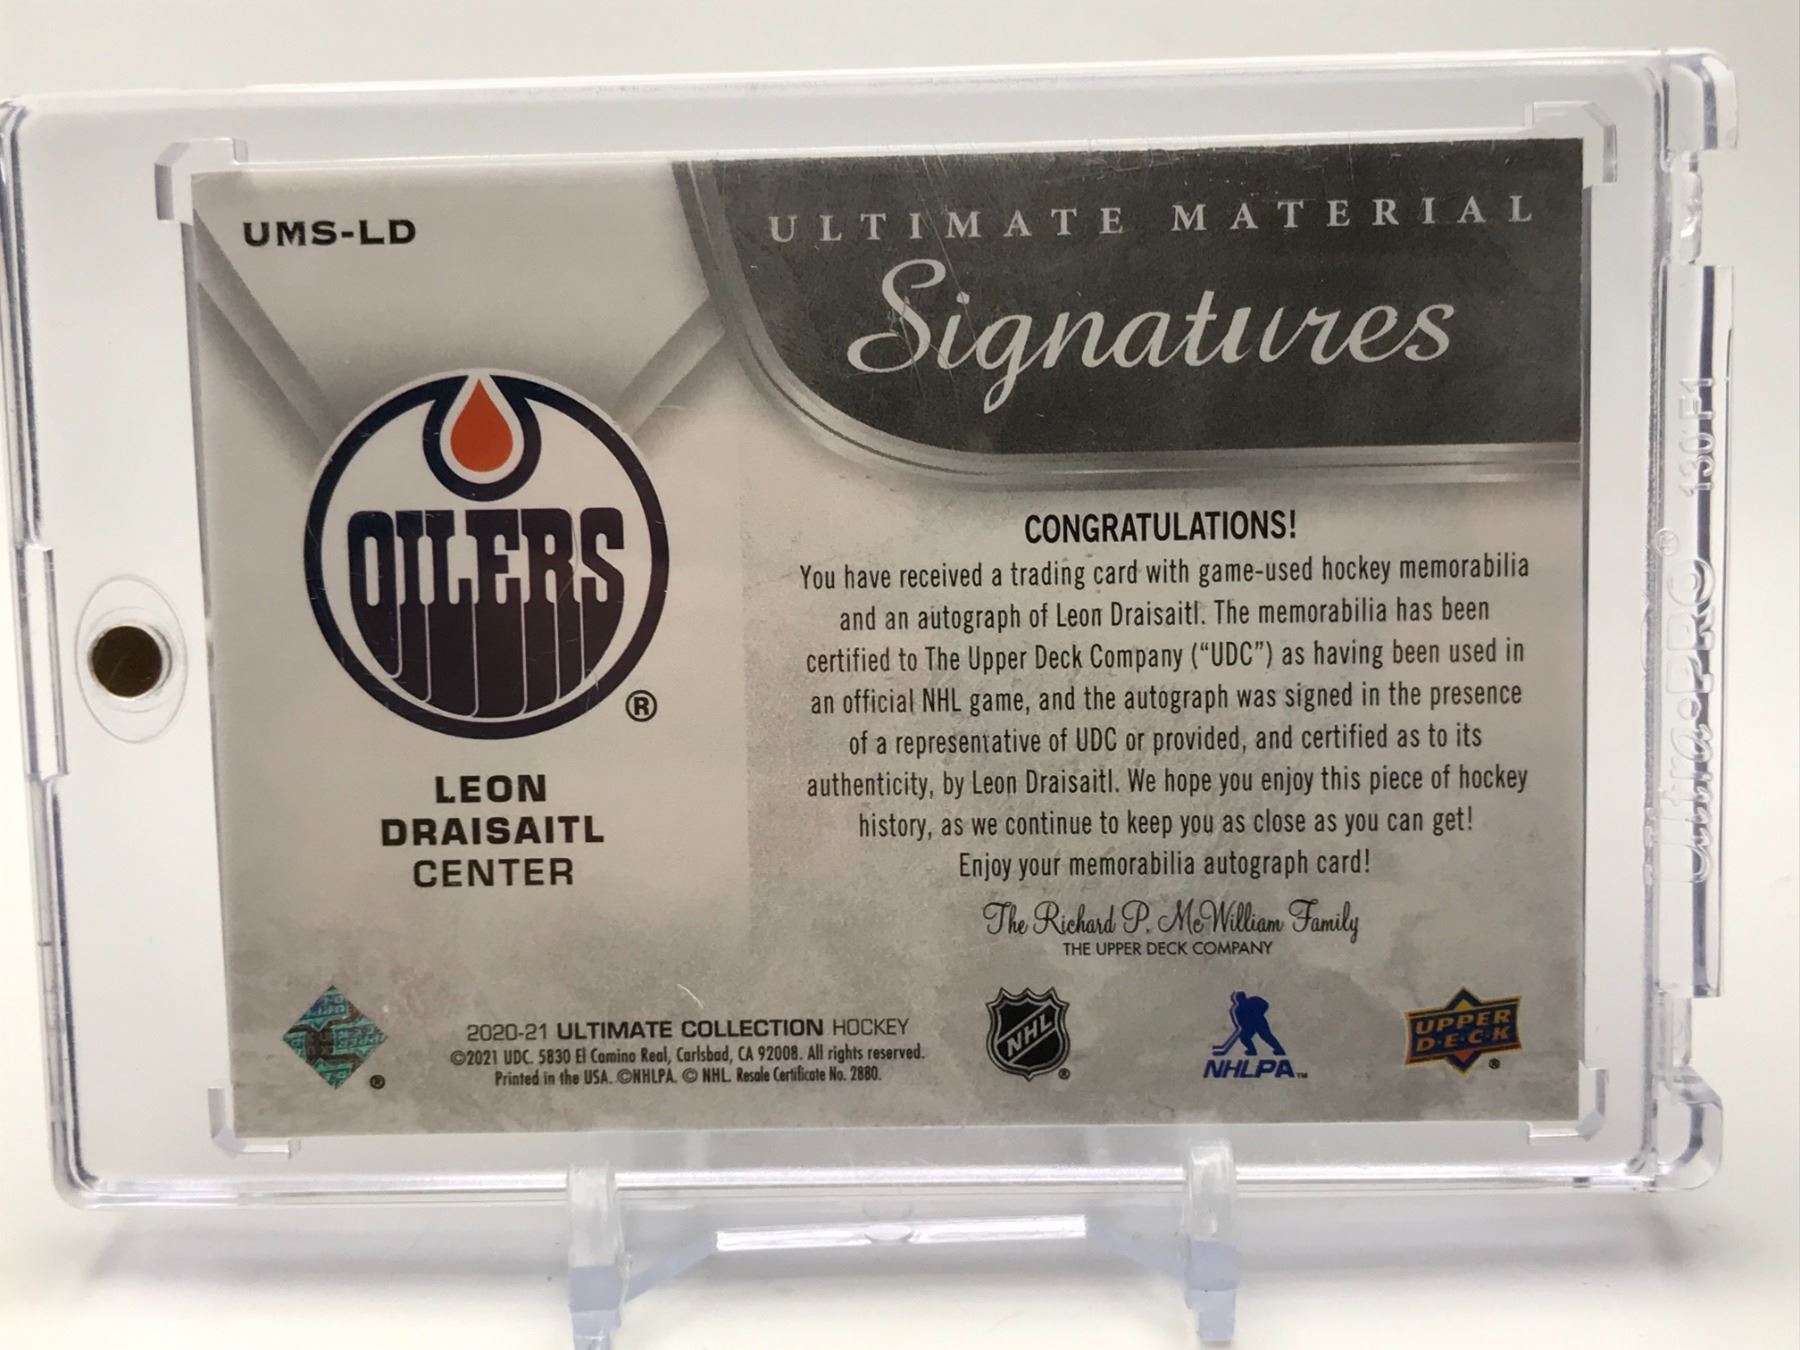 UMS-LD
ULTIMATE MATERIAL
Signatures
OILERS
®
LEON
DRAISAITL
CENTER
CONGRATULATIONS!
You have received a trading card with game-used hockey memorabilia
and an autograph of Leon Draisaitl. The memorabilia has been
certified to The Upper Deck Company (“UDC”) as having been used in
an official NHL game, and the autograph was signed in the presence
of a representative of UDC or provided, and certified as to its
authenticity, by Leon Draisaitl. We hope you enjoy this piece of hockey
history, as we continue to keep you as close as you can get!
Enjoy your memorabilia autograph card!
The Richard P. McWilliam Family
THE UPPER DECK COMPANY
®
2020-21 ULTIMATE COLLECTION HOCKEY
©2021 UDC. 5830 El Camino Real, Carlsbad, CA 92008. All rights reserved.
Printed in the USA. ©NHLPA. © NHL. Resale Certificate No. 2880.
NHL
®
NHLPA™
UPPER
D·E·C·K
®
Ultra•PRO® 130 F1